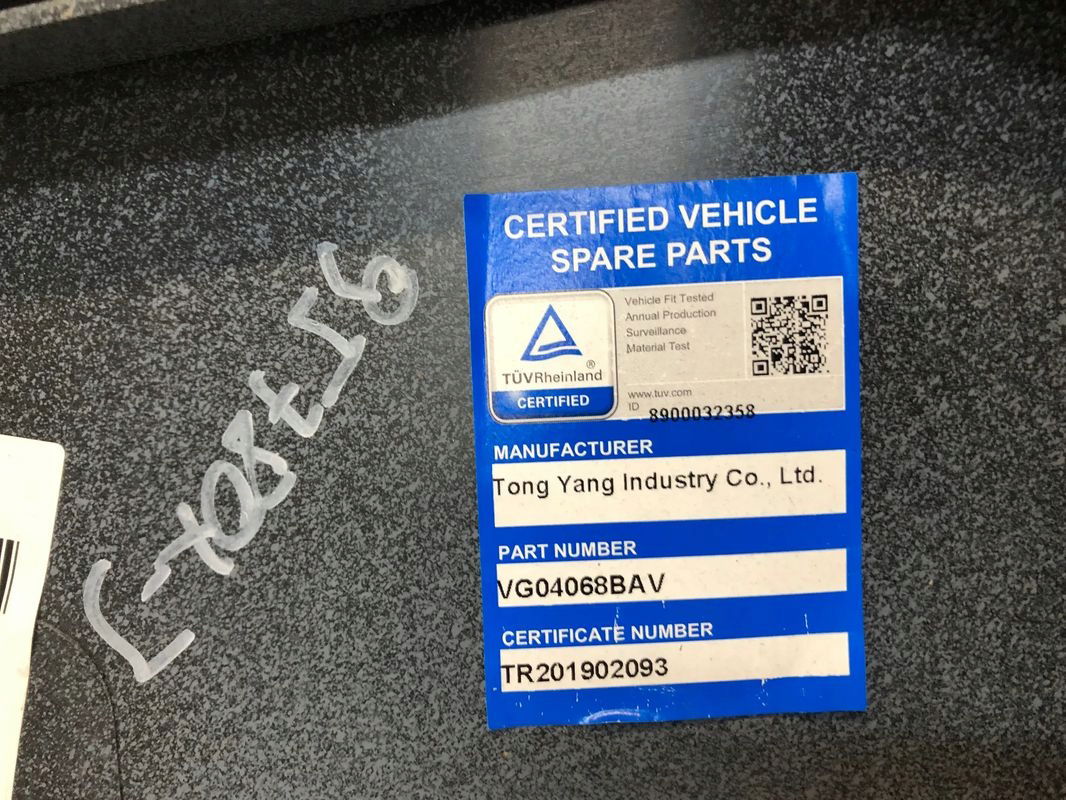 CERTIFIED VEHICLE
SPARE PARTS
Vehicle Fit Tested
Annual Production
Surveillance
Material Test
TÜVRheinland®
CERTIFIED
www.tuv.com
ID 8900032358
MANUFACTURER
Tong Yang Industry Co., Ltd.
PART NUMBER
VG04068BAV
CERTIFICATE NUMBER
TR201902093